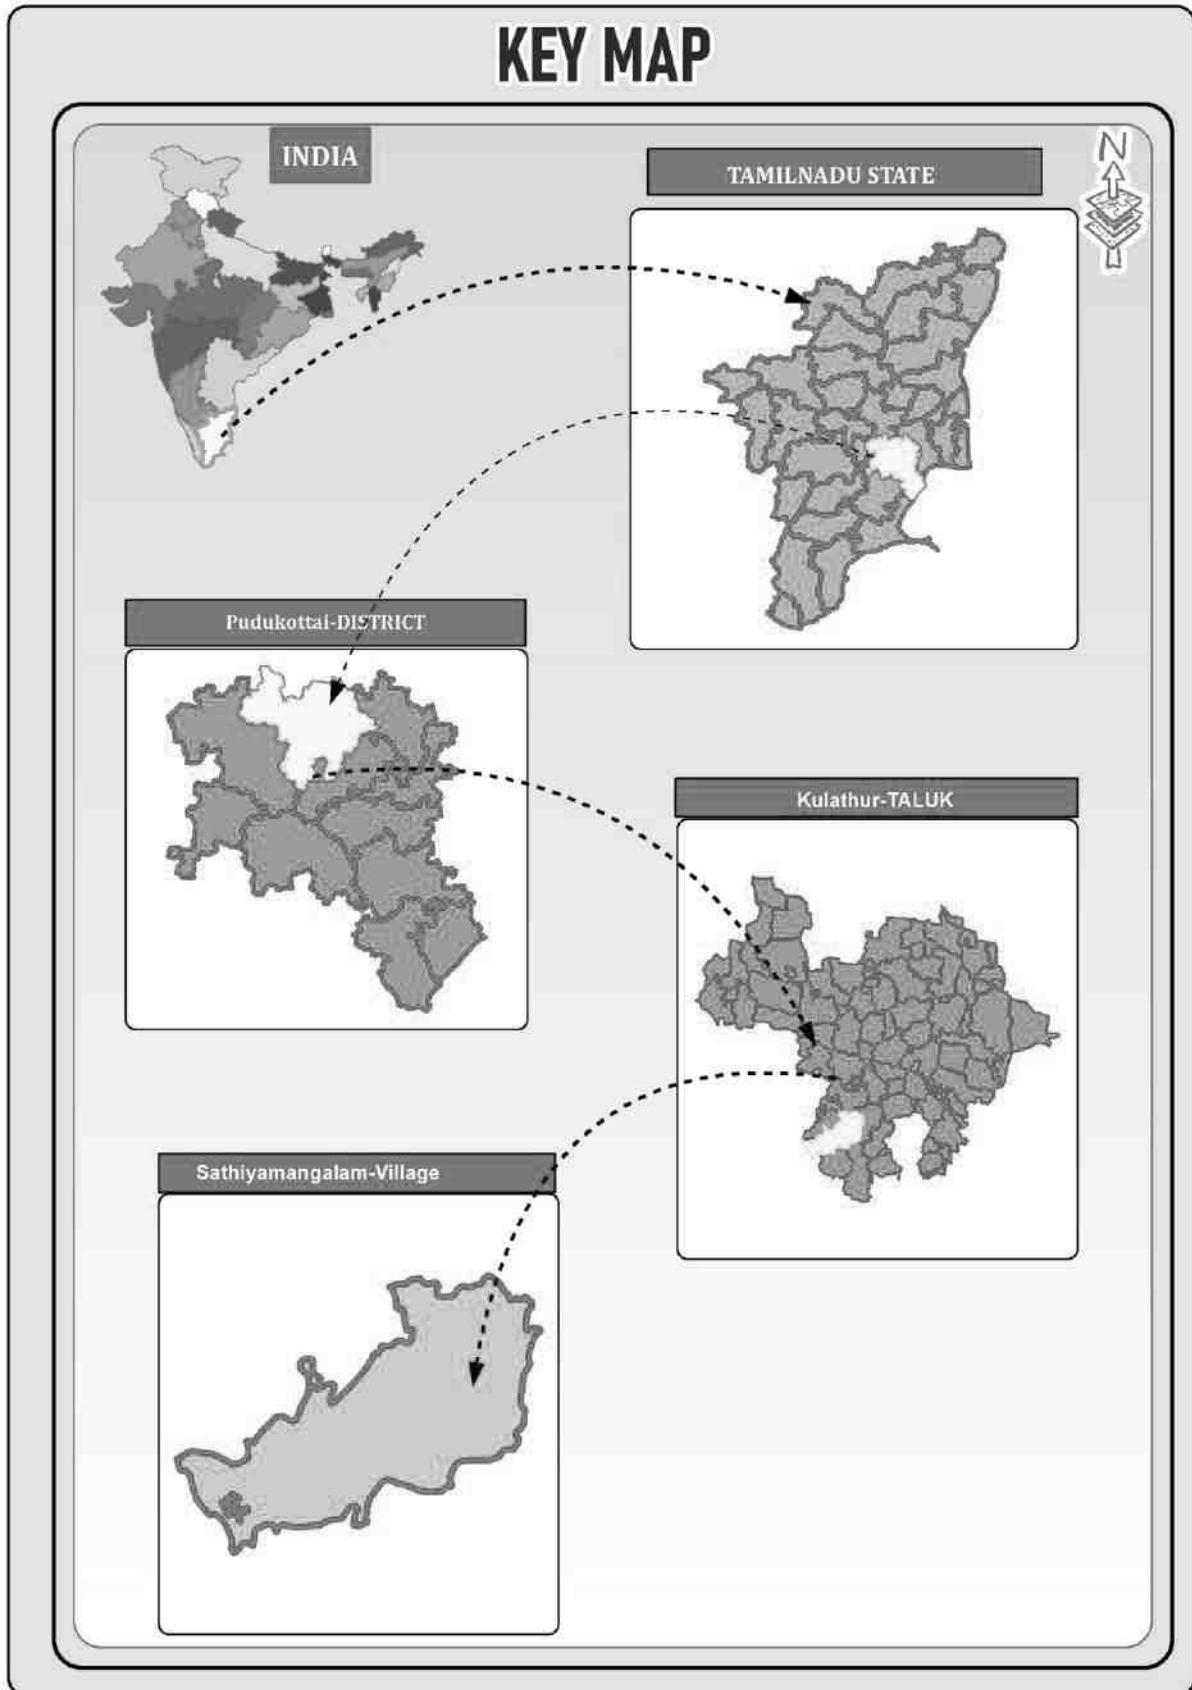 KEY MAP
INDIA
TAMILNADU STATE
N
Pudukottai-DISTRICT
Kulathur-TALUK
Sathiyamangalam-Village